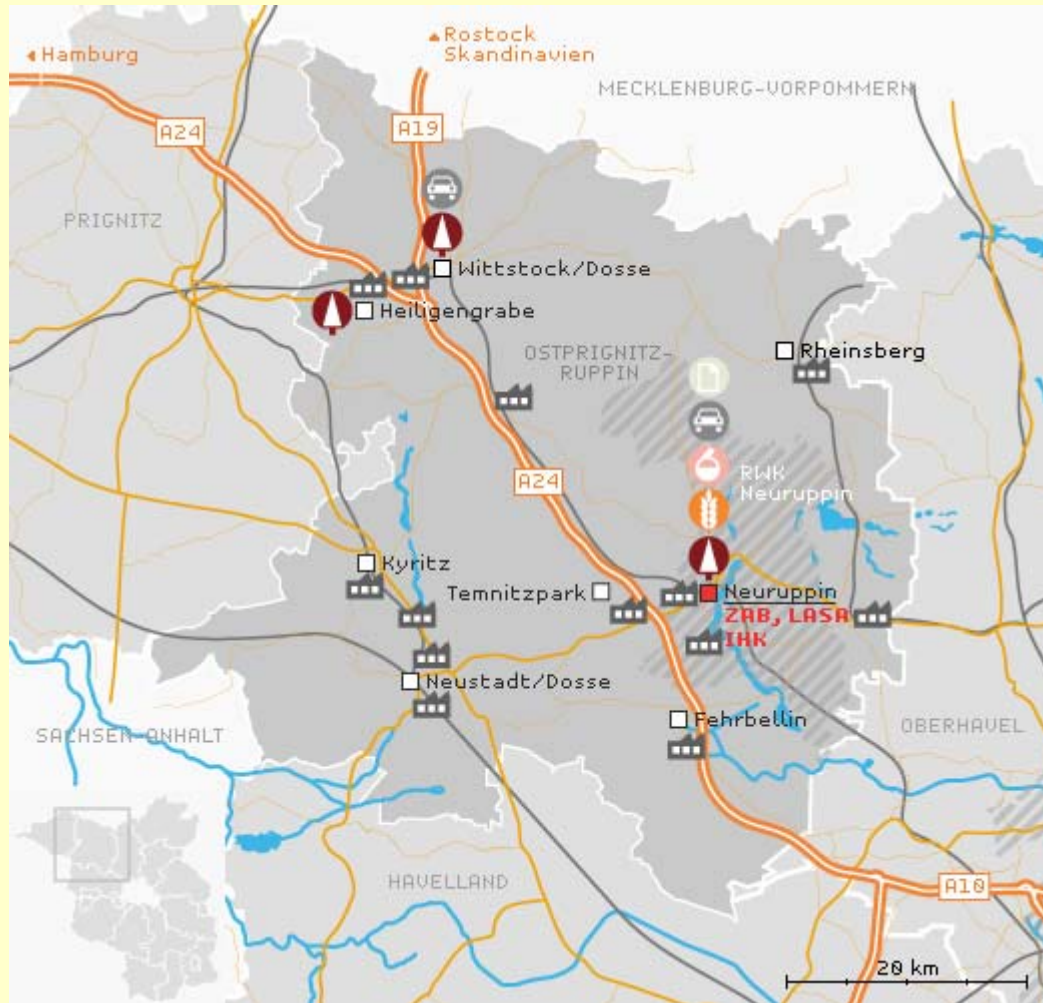 Rostock
Skandinavien
Hamburg
MECKLENBURG-VORPOMMERN
A24
A19
PRIGNITZ
Wittstock/Dosse
Heiligengrabe
OSTPRIGNITZ-
RUPPIN
Rheinsberg
RWK
Neuruppin
A24
Kyritz
Temnitzpark
Neuruppin
ZAB, LASA
IHK
Neustadt/Dosse
Fehrbellin
OBERHAVEL
SACHSEN-ANHALT
HAVELLAND
A10
20 km